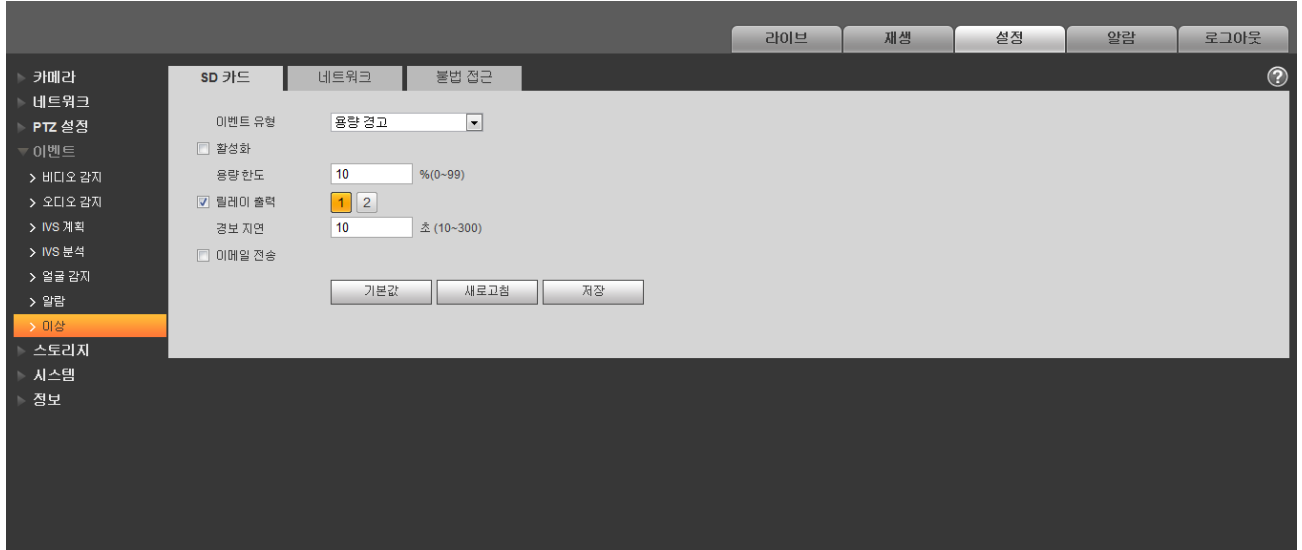 라이브 재생 설정 알람 로그아웃
카메라
네트워크
PTZ 설정
이벤트
비디오 감지
오디오 감지
IVS 계획
IVS 분석
얼굴 감지
알람
이상
스토리지
시스템
정보
SD 카드 네트워크 불법 접근
?
이벤트 유형 용량 경고
활성화
용량 한도 10 %(0~99)
릴레이 출력 1 2
경보 지연 10 초 (10~300)
이메일 전송
기본값 새로고침 저장